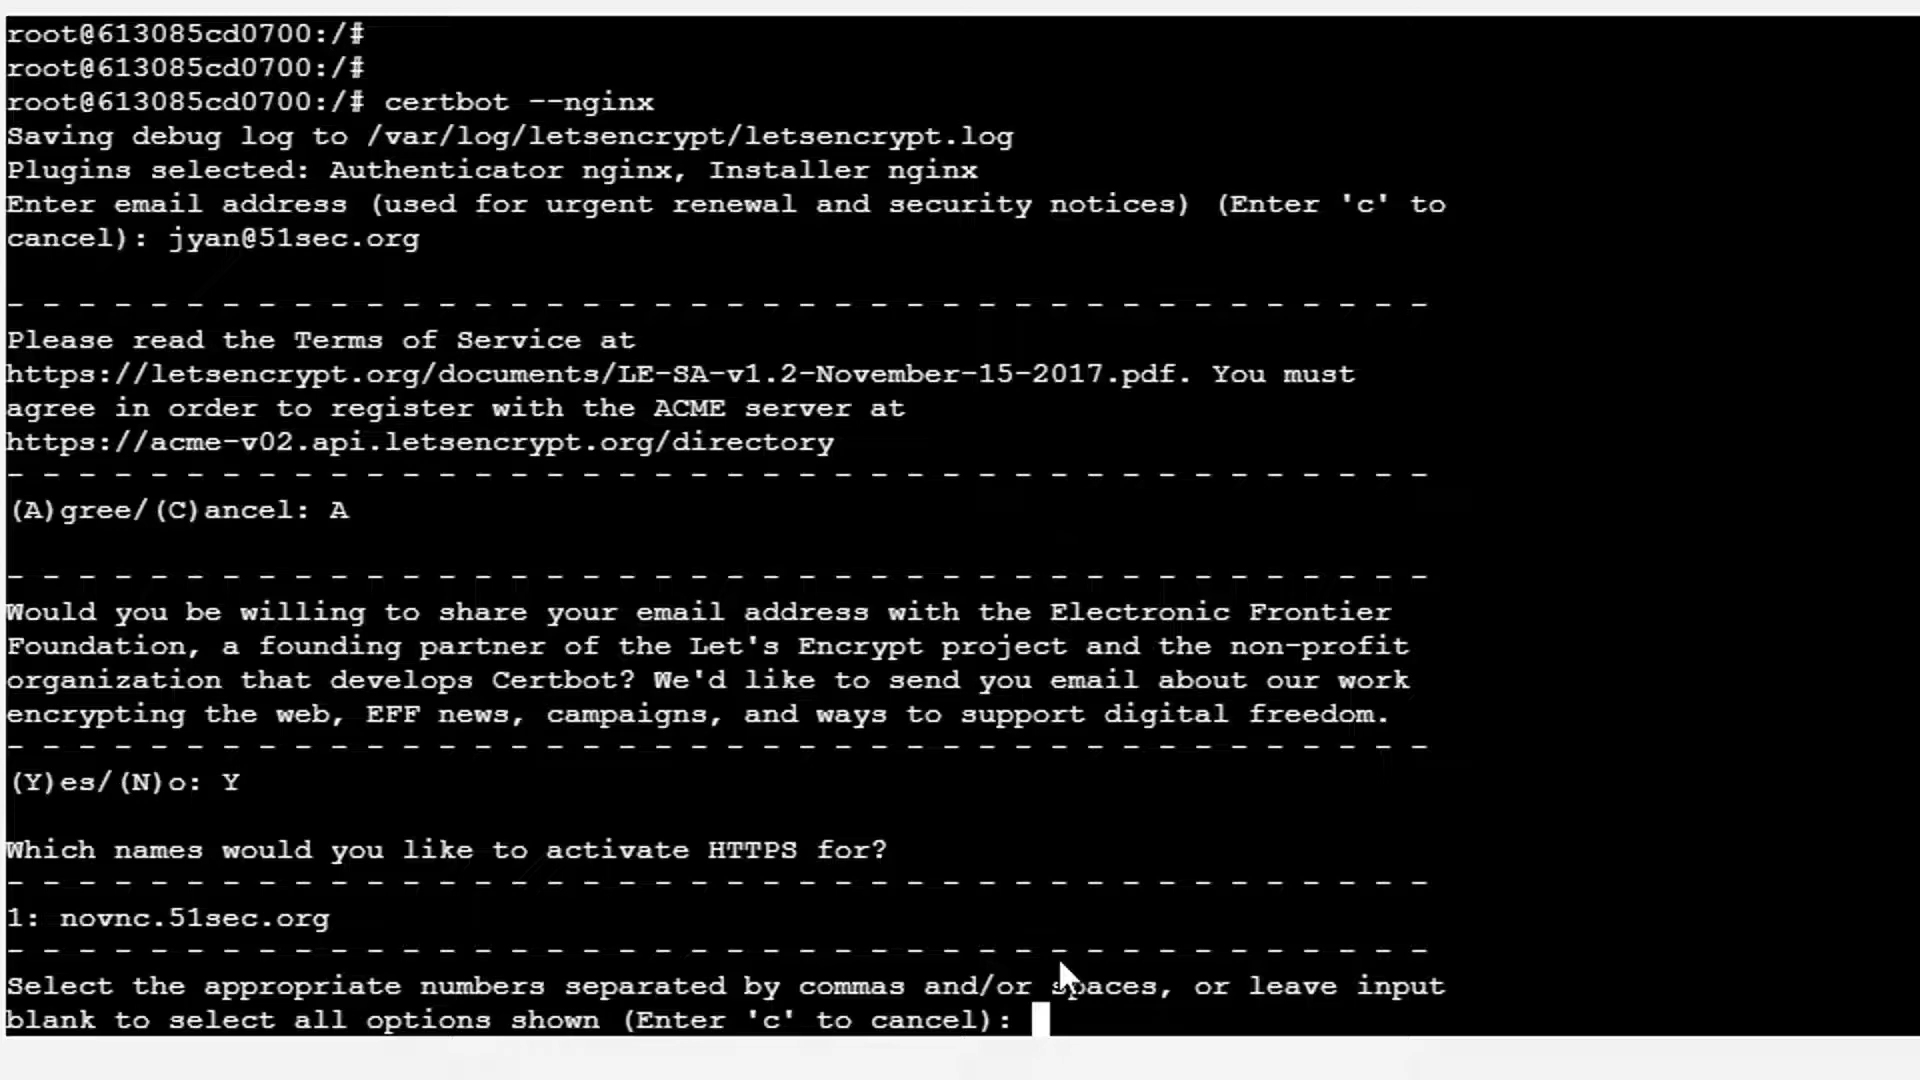 root@613085cd0700:/#
root@613085cd0700:/#
root@613085cd0700:/# certbot --nginx
Saving debug log to /var/log/letsencrypt/letsencrypt.log
Plugins selected: Authenticator nginx, Installer nginx
Enter email address (used for urgent renewal and security notices) (Enter 'c' to
cancel): jyan@51sec.org
- - - - - - - - - - - - - - - - - - - - - - - - - - - - - - - - - - - - - - - -
Please read the Terms of Service at
https://letsencrypt.org/documents/LE-SA-v1.2-November-15-2017.pdf. You must
agree in order to register with the ACME server at
https://acme-v02.api.letsencrypt.org/directory
- - - - - - - - - - - - - - - - - - - - - - - - - - - - - - - - - - - - - - - -
(A)gree/(C)ancel: A
- - - - - - - - - - - - - - - - - - - - - - - - - - - - - - - - - - - - - - - -
Would you be willing to share your email address with the Electronic Frontier
Foundation, a founding partner of the Let's Encrypt project and the non-profit
organization that develops Certbot? We'd like to send you email about our work
encrypting the web, EFF news, campaigns, and ways to support digital freedom.
- - - - - - - - - - - - - - - - - - - - - - - - - - - - - - - - - - - - - - - -
(Y)es/(N)o: Y
Which names would you like to activate HTTPS for?
- - - - - - - - - - - - - - - - - - - - - - - - - - - - - - - - - - - - - - - -
1: novnc.51sec.org
- - - - - - - - - - - - - - - - - - - - - - - - - - - - - - - - - - - - - - - -
Select the appropriate numbers separated by commas and/or spaces, or leave input
blank to select all options shown (Enter 'c' to cancel):